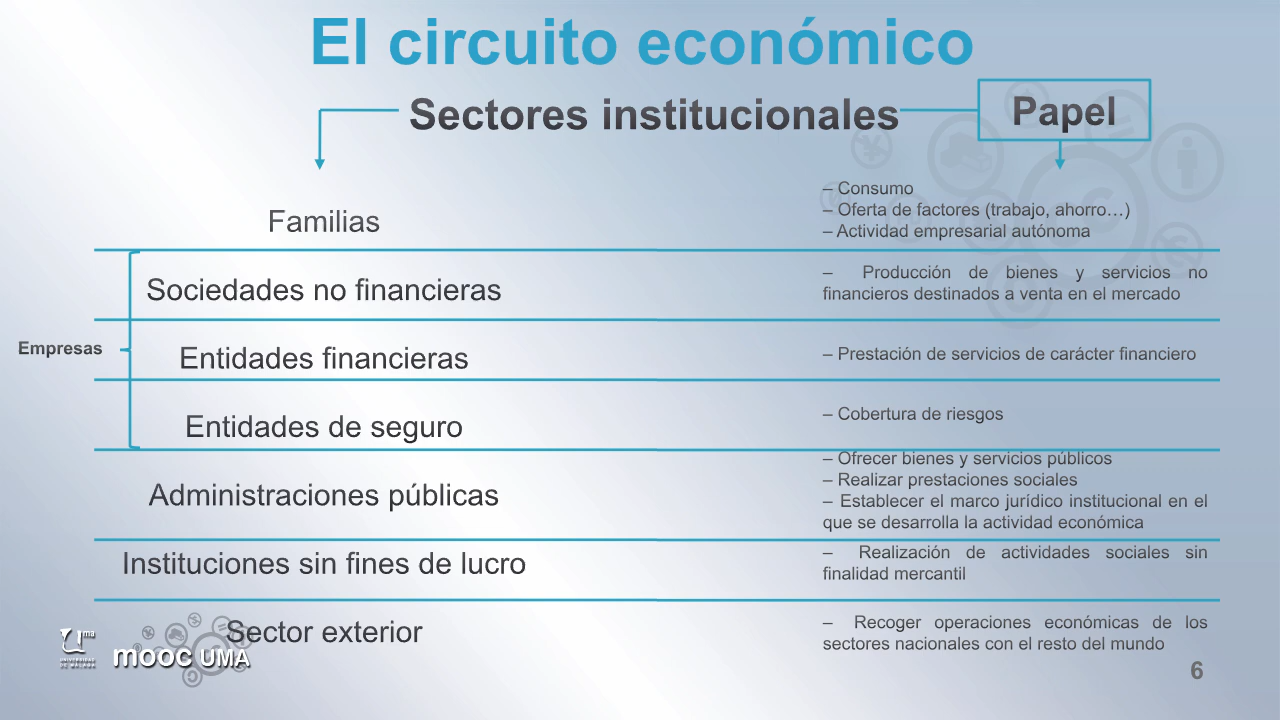 El circuito económico
Sectores institucionales
Papel
Familias
– Consumo
– Oferta de factores (trabajo, ahorro…)
– Actividad empresarial autónoma
Empresas
Sociedades no financieras
– Producción de bienes y servicios no
financieros destinados a venta en el mercado
Entidades financieras
– Prestación de servicios de carácter financiero
Entidades de seguro
– Cobertura de riesgos
Administraciones públicas
– Ofrecer bienes y servicios públicos
– Realizar prestaciones sociales
– Establecer el marco jurídico institucional en el
que se desarrolla la actividad económica
Instituciones sin fines de lucro
– Realización de actividades sociales sin
finalidad mercantil
Sector exterior
– Recoger operaciones económicas de los
sectores nacionales con el resto del mundo
uma
UNIVERSIDAD
DE MÁLAGA
mooc UMA
6